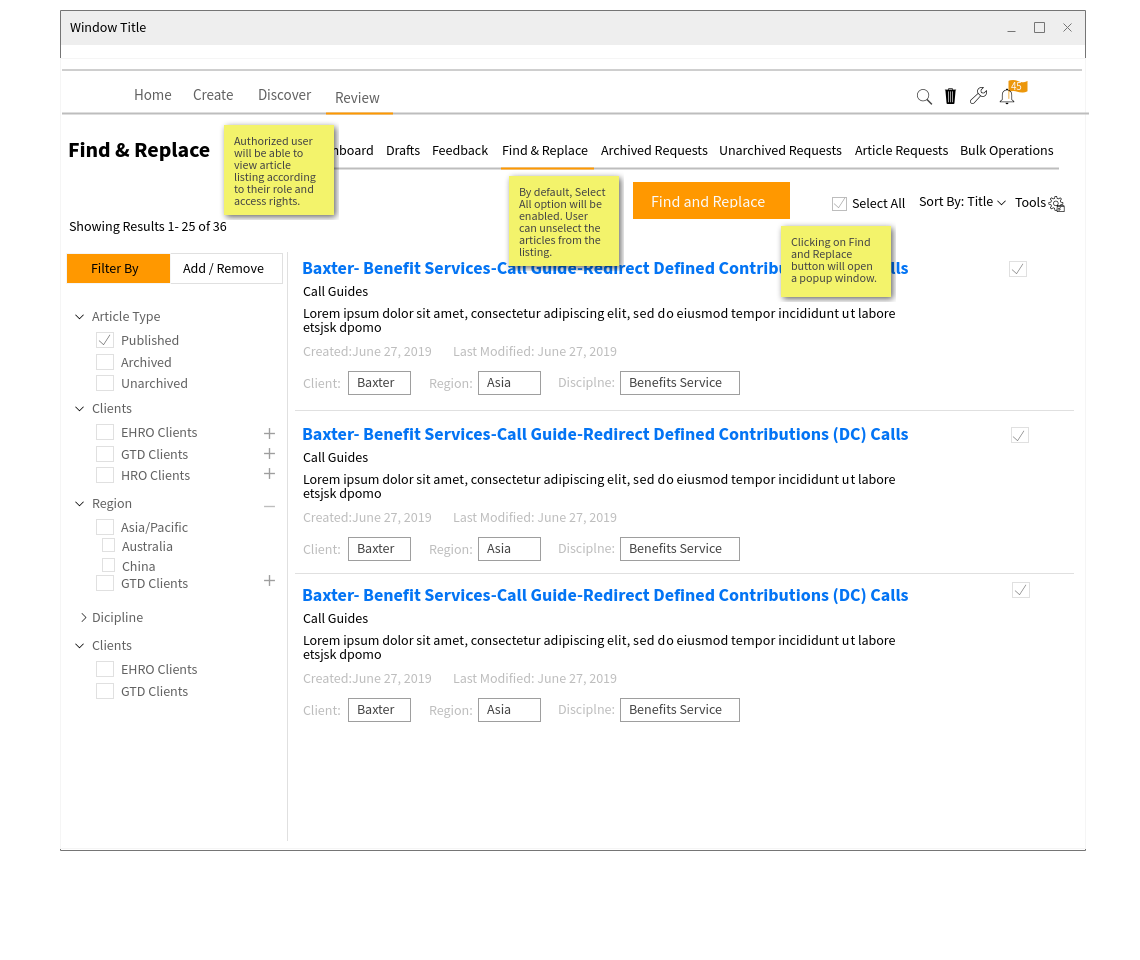 Window Title
45
Home Create Discover Review
Find & Replace
Authorized user
will be able to
view article
listing according
to their role and
access rights.
Drafts Feedback Find & Replace Archived Requests Unarchived Requests Article Requests Bulk Operations
By default, Select
All option will be
enabled. User
can unselect the
articles from the
listing.
Find and Replace
Select All Sort By: Title Tools
Showing Results 1- 25 of 36
Clicking on Find
and Replace
button will open
a popup window.
Filter By Add / Remove
Article Type
Published
Archived
Unarchived
Clients
EHRO Clients
GTD Clients
HRO Clients
Region
Asia/Pacific
Australia
China
GTD Clients
Dicipline
Clients
EHRO Clients
GTD Clients
Baxter- Benefit Services-Call Guide-Redirect Defined
Call Guides
Lorem ipsum dolor sit amet, consectetur adipiscing elit, sed do eiusmod tempor incididunt ut labore
etsjsk dpomo
Created:June 27, 2019 Last Modified: June 27, 2019
Client: Baxter Region: Asia Disciplne: Benefits Service
Baxter- Benefit Services-Call Guide-Redirect Defined Contributions (DC) Calls
Call Guides
Lorem ipsum dolor sit amet, consectetur adipiscing elit, sed do eiusmod tempor incididunt ut labore
etsjsk dpomo
Created:June 27, 2019 Last Modified: June 27, 2019
Client: Baxter Region: Asia Disciplne: Benefits Service
Baxter- Benefit Services-Call Guide-Redirect Defined Contributions (DC) Calls
Call Guides
Lorem ipsum dolor sit amet, consectetur adipiscing elit, sed do eiusmod tempor incididunt ut labore
etsjsk dpomo
Created:June 27, 2019 Last Modified: June 27, 2019
Client: Baxter Region: Asia Disciplne: Benefits Service